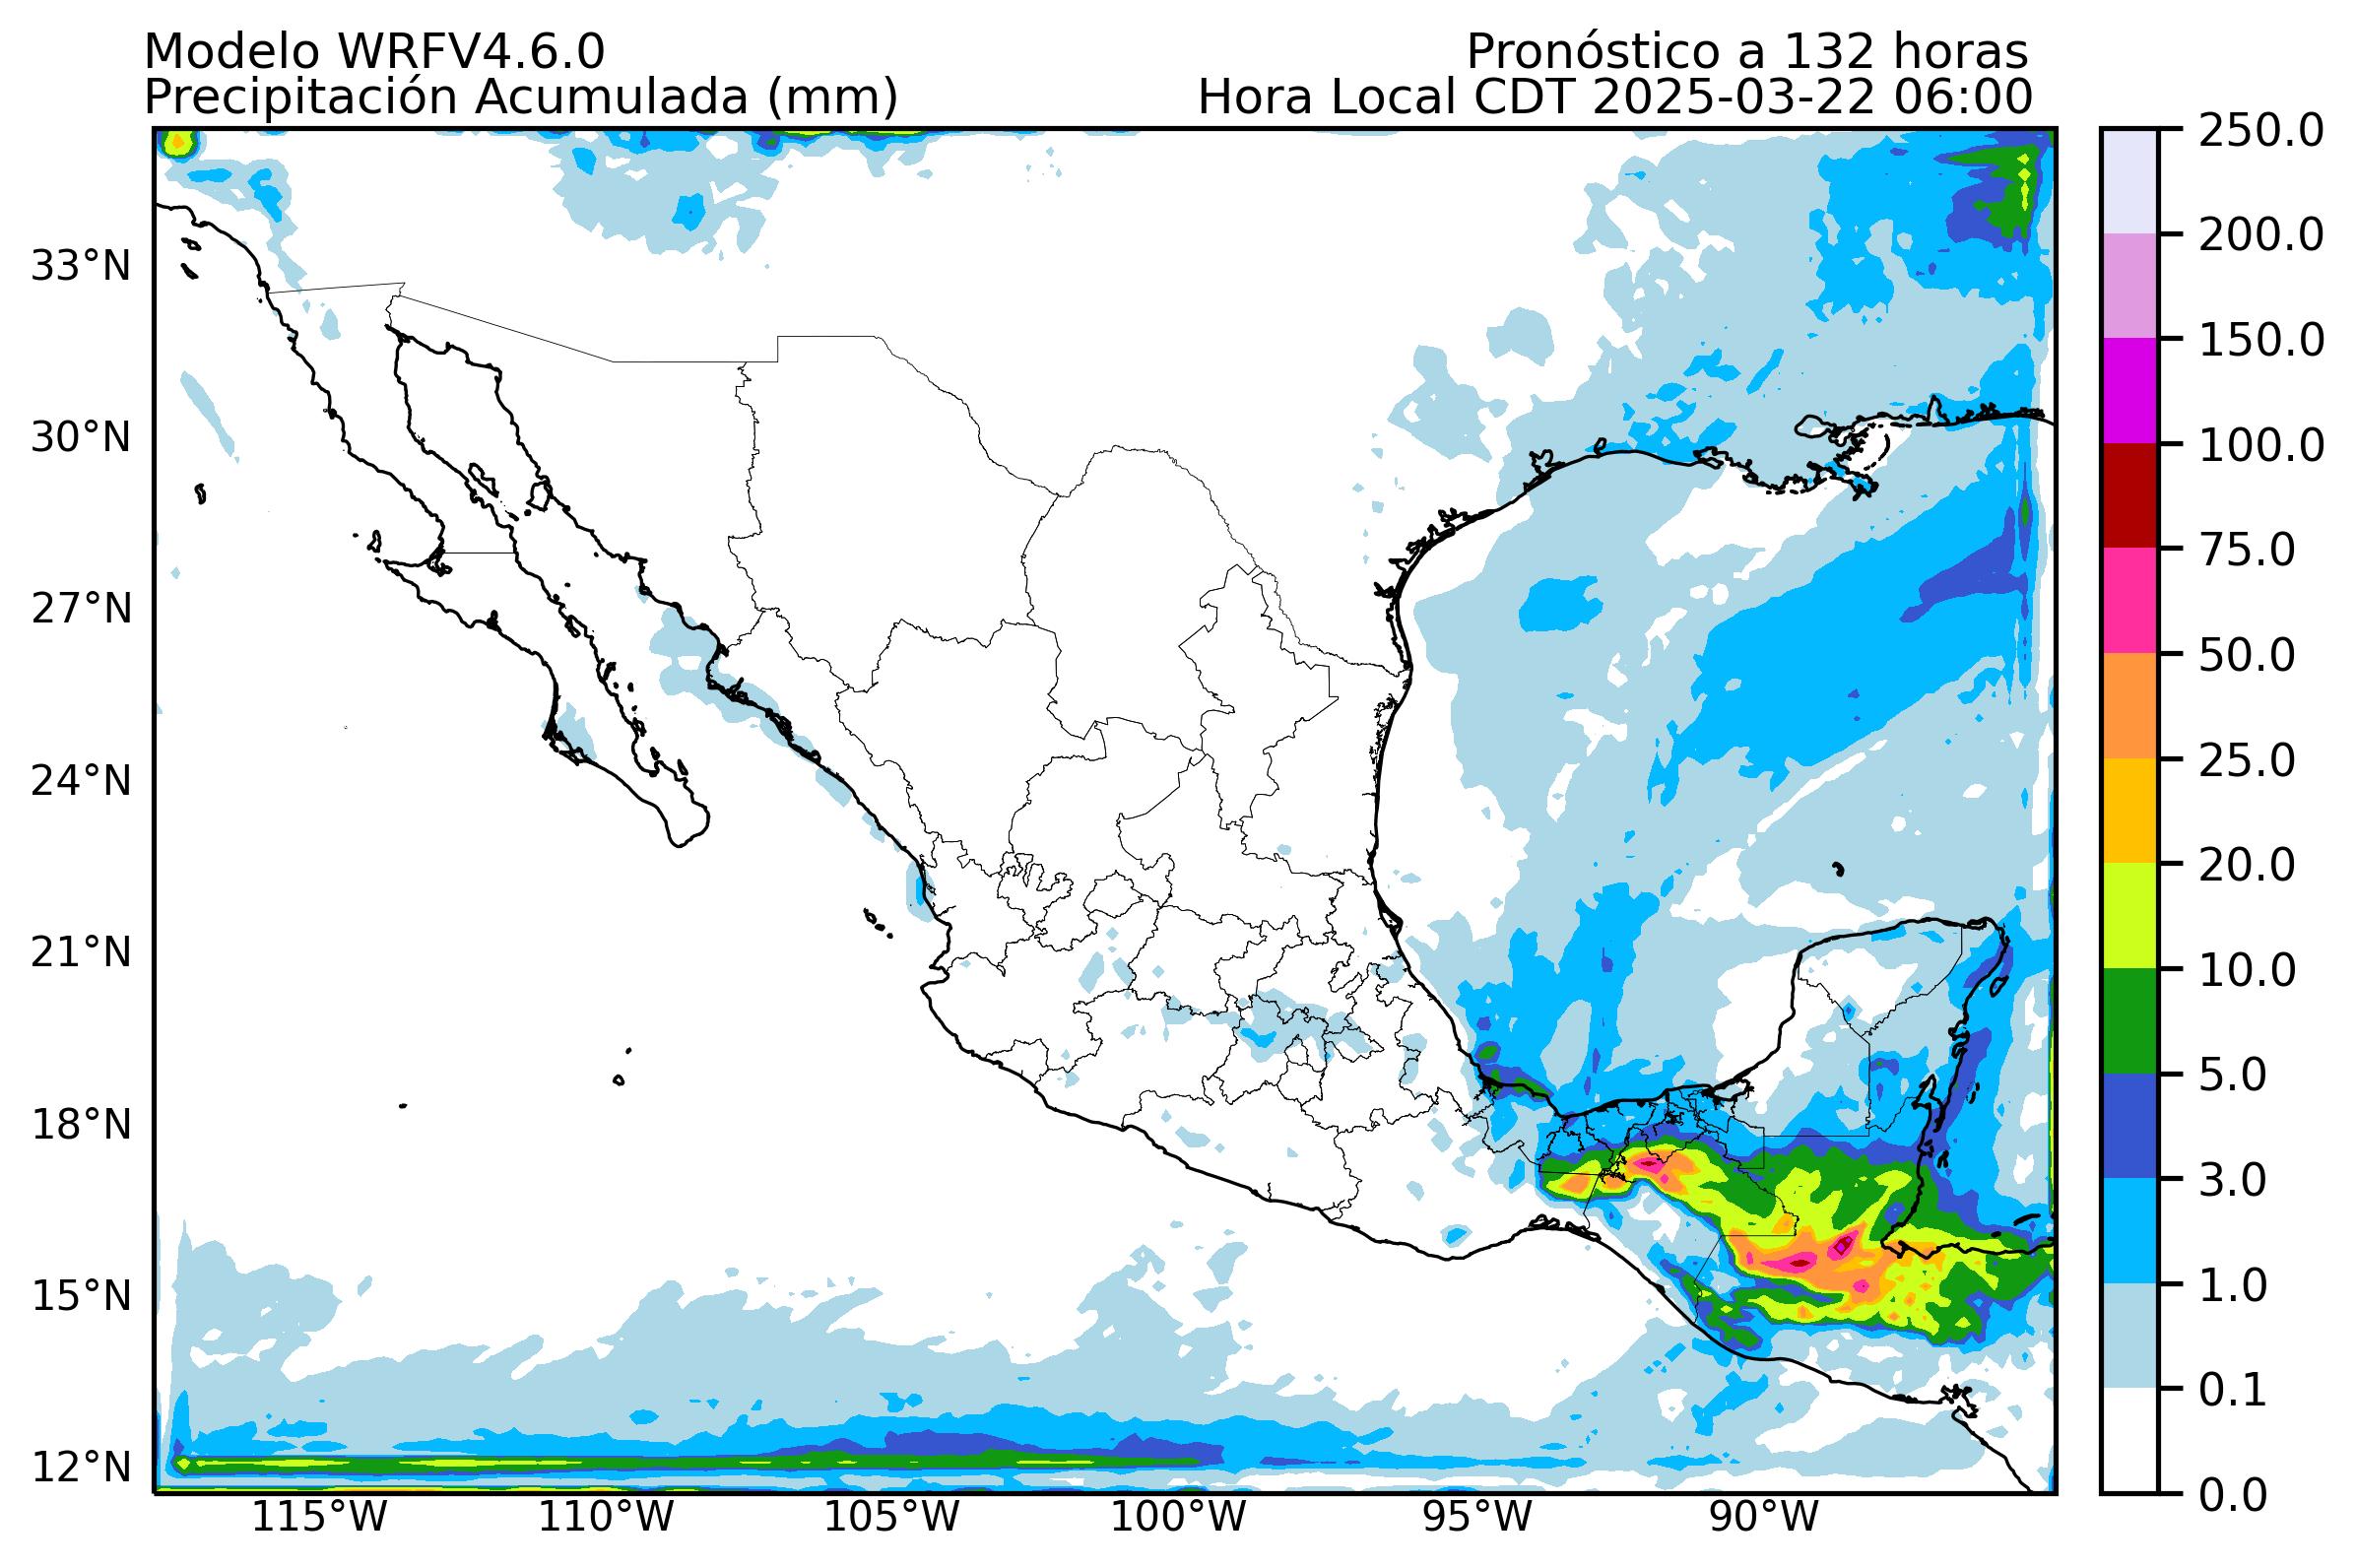 Modelo WRFV4.6.0
Pronóstico a 132 horas
Precipitación Acumulada (mm)
Hora Local CDT 2025-03-22 06:00
33°N
30°N
27°N
24°N
21°N
18°N
15°N
12°N
115°W
110°W
105°W
100°W
95°W
90°W
250.0
200.0
150.0
100.0
75.0
50.0
25.0
20.0
10.0
5.0
3.0
1.0
0.1
0.0